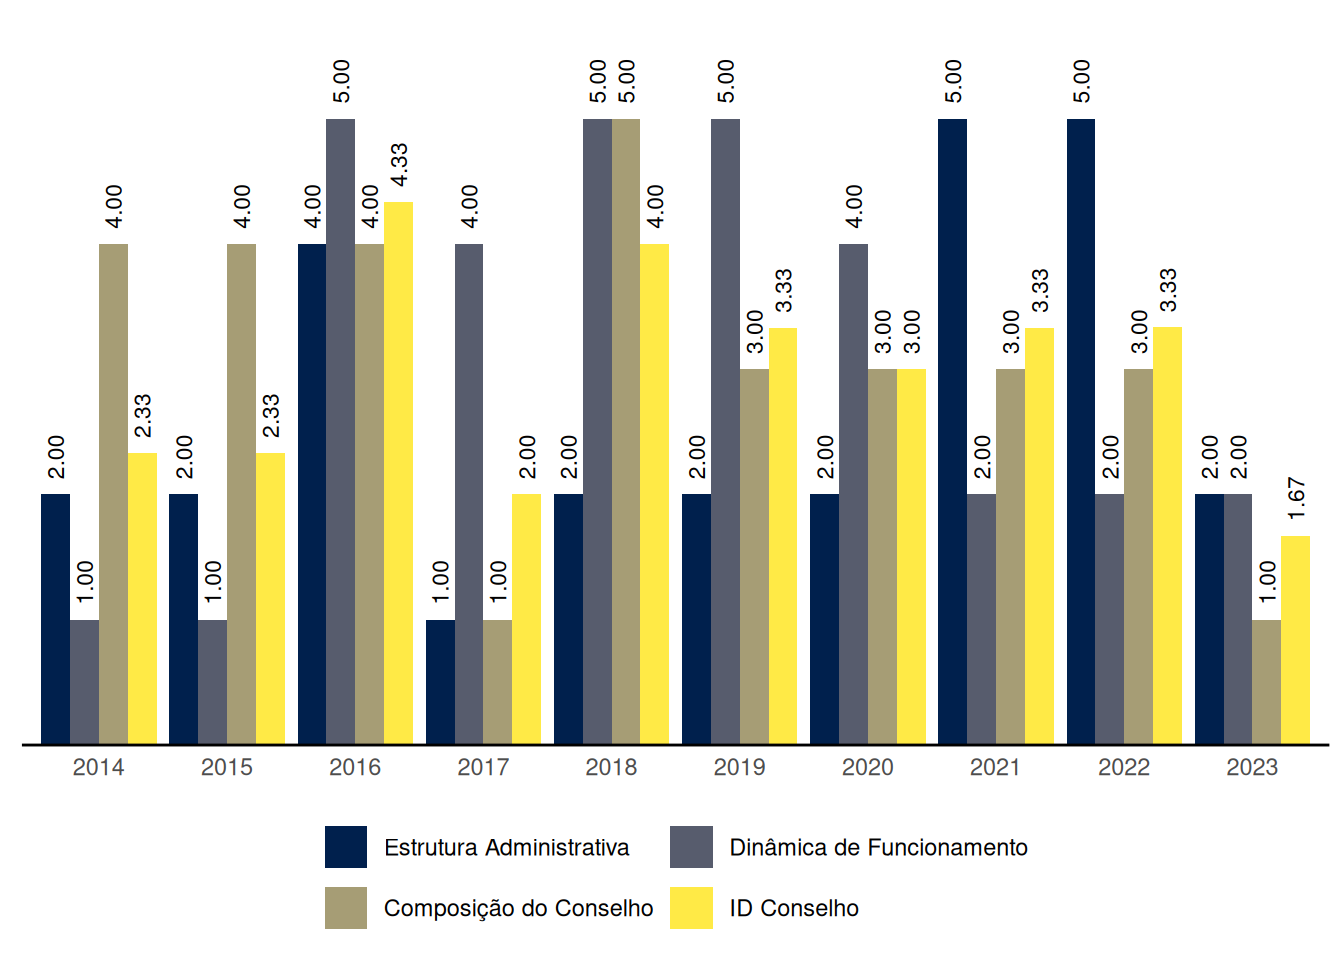 2.00 1.00 4.00 2.33
2.00 1.00 4.00 2.33
4.00 5.00 4.00 4.33
1.00 4.00 1.00 2.00
2.00 5.00 5.00 4.00
2.00 5.00 3.00 3.33
2.00 4.00 3.00 3.00
5.00 2.00 3.00 3.33
5.00 2.00 3.00 3.33
2.00 2.00 1.00 1.67
2014 2015 2016 2017 2018 2019 2020 2021 2022 2023
Estrutura Administrativa Dinâmica de Funcionamento
Composição do Conselho ID Conselho